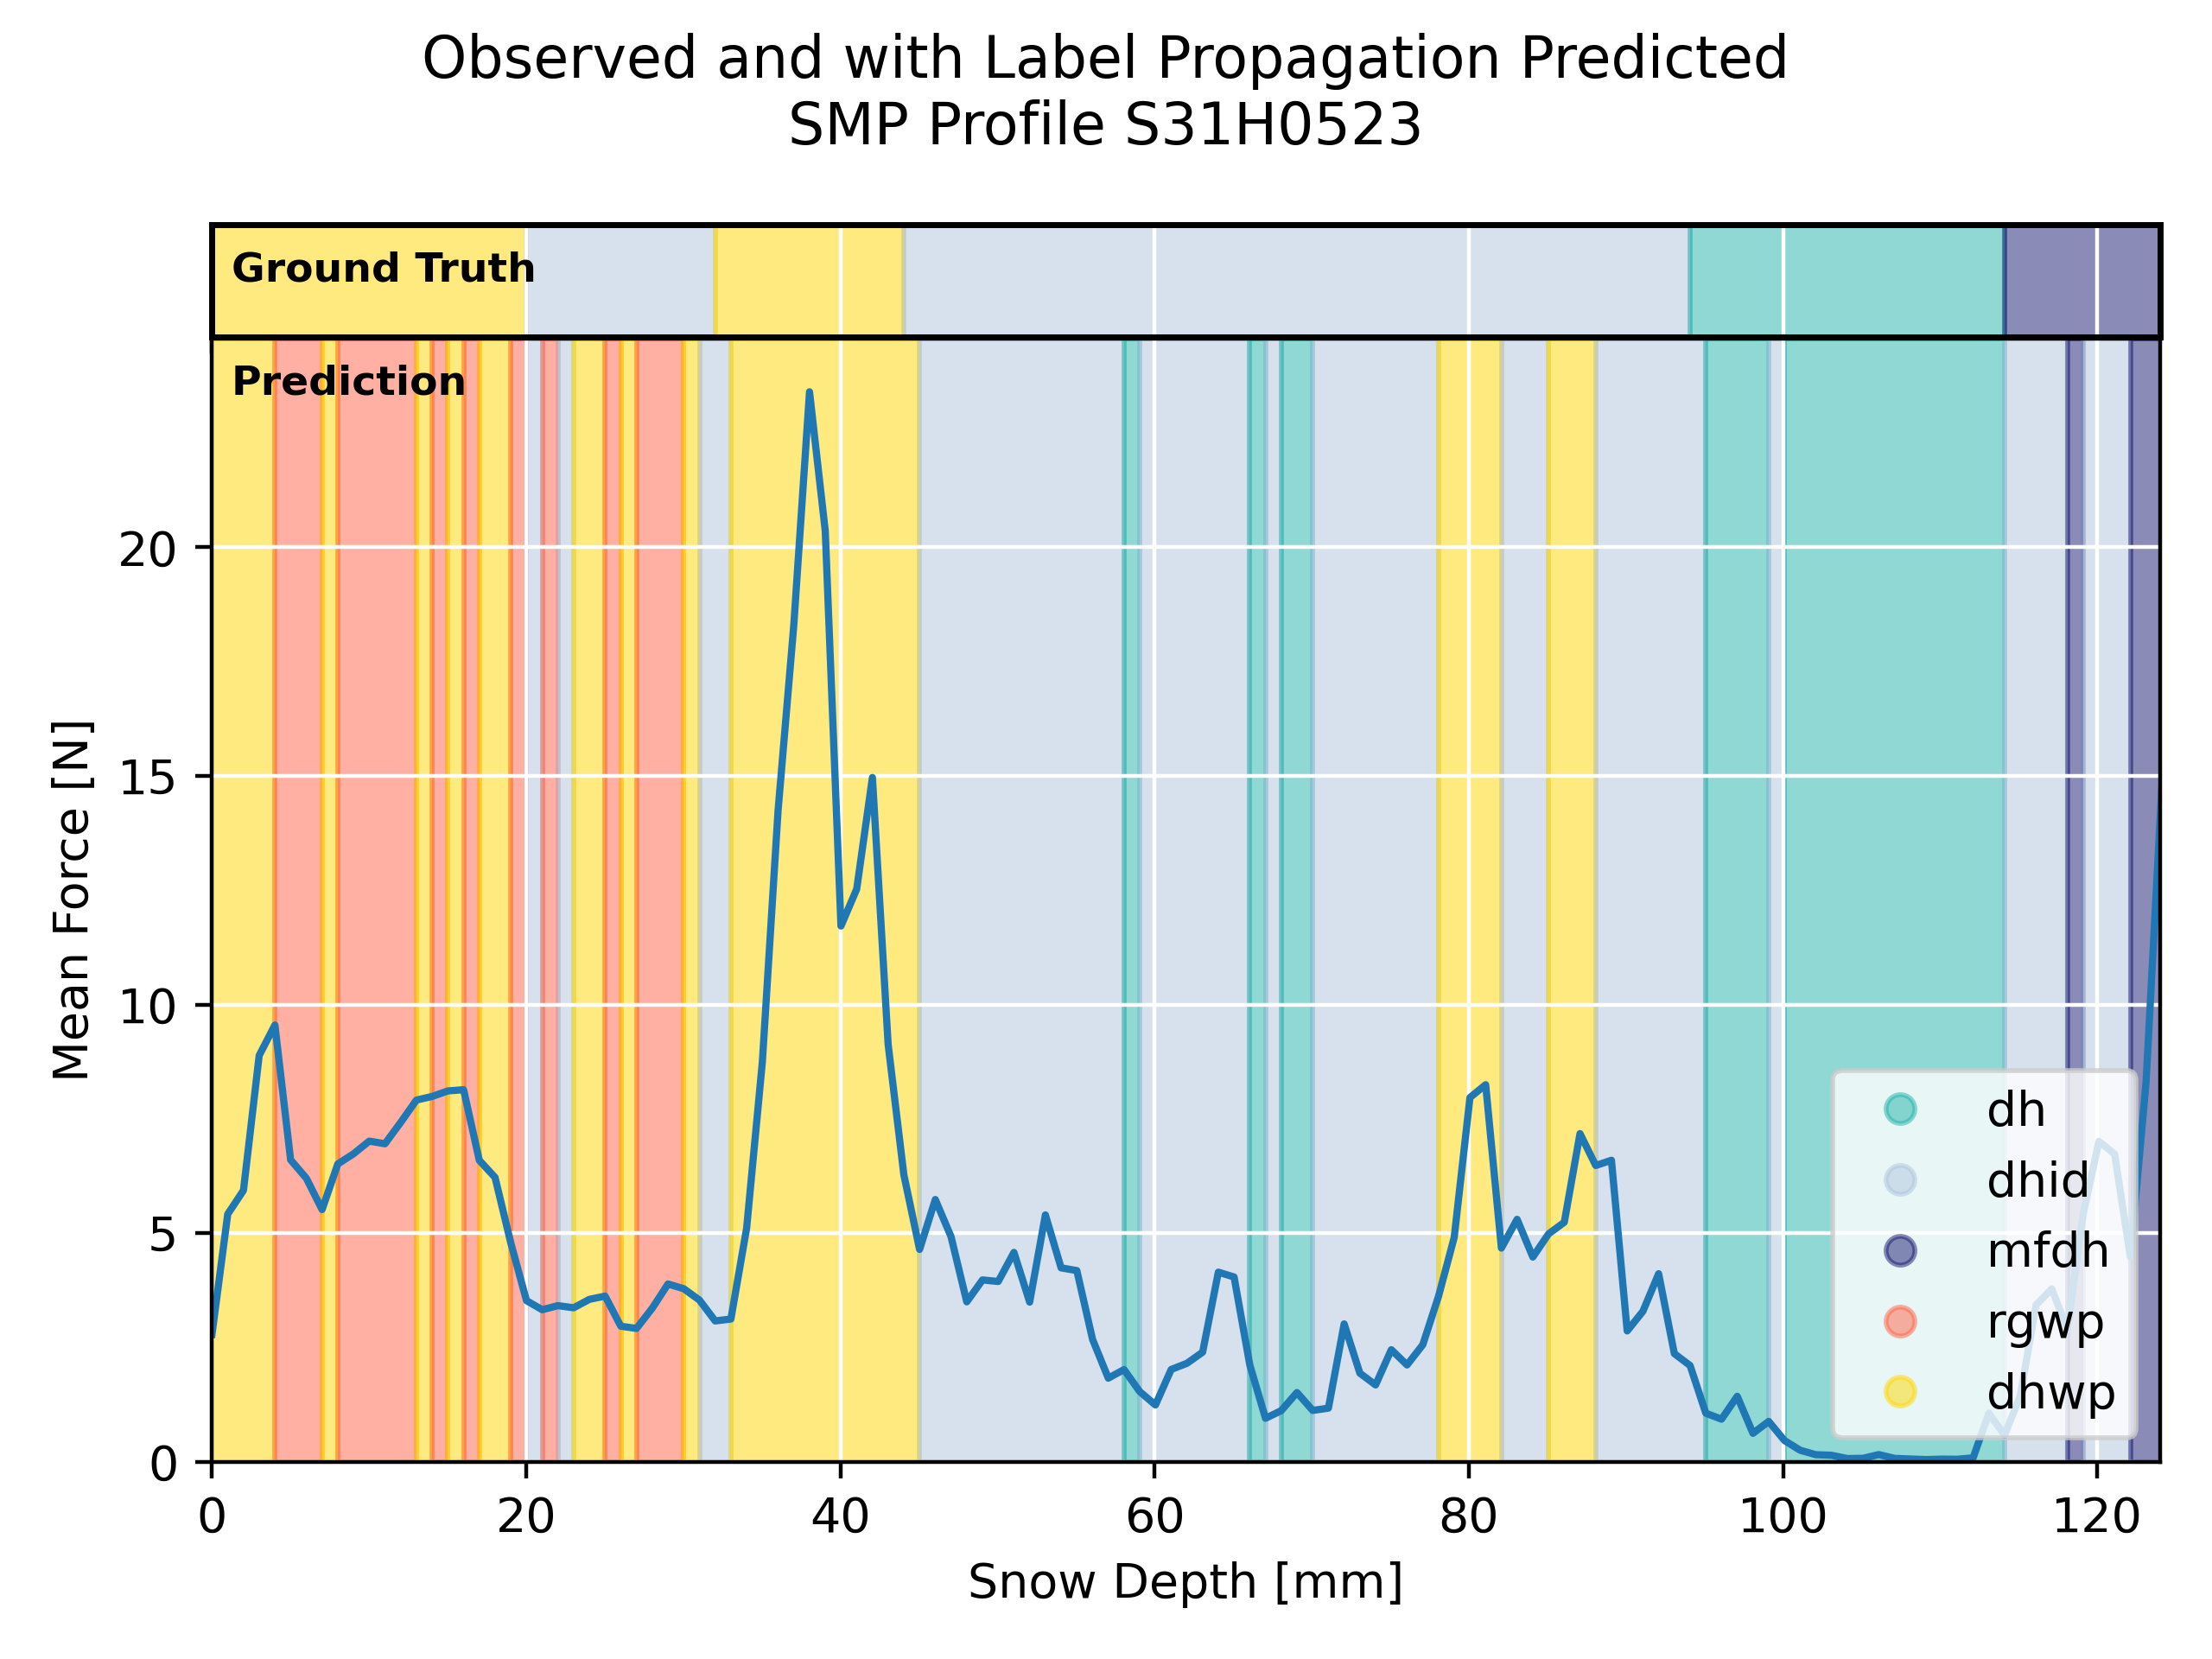 Observed and with Label Propagation Predicted
SMP Profile S31H0523
Ground Truth
Prediction
20
15
10
5
0
Mean Force [N]
dh
dhid
mfdh
rgwp
dhwp
0 20 40 60 80 100 120
Snow Depth [mm]